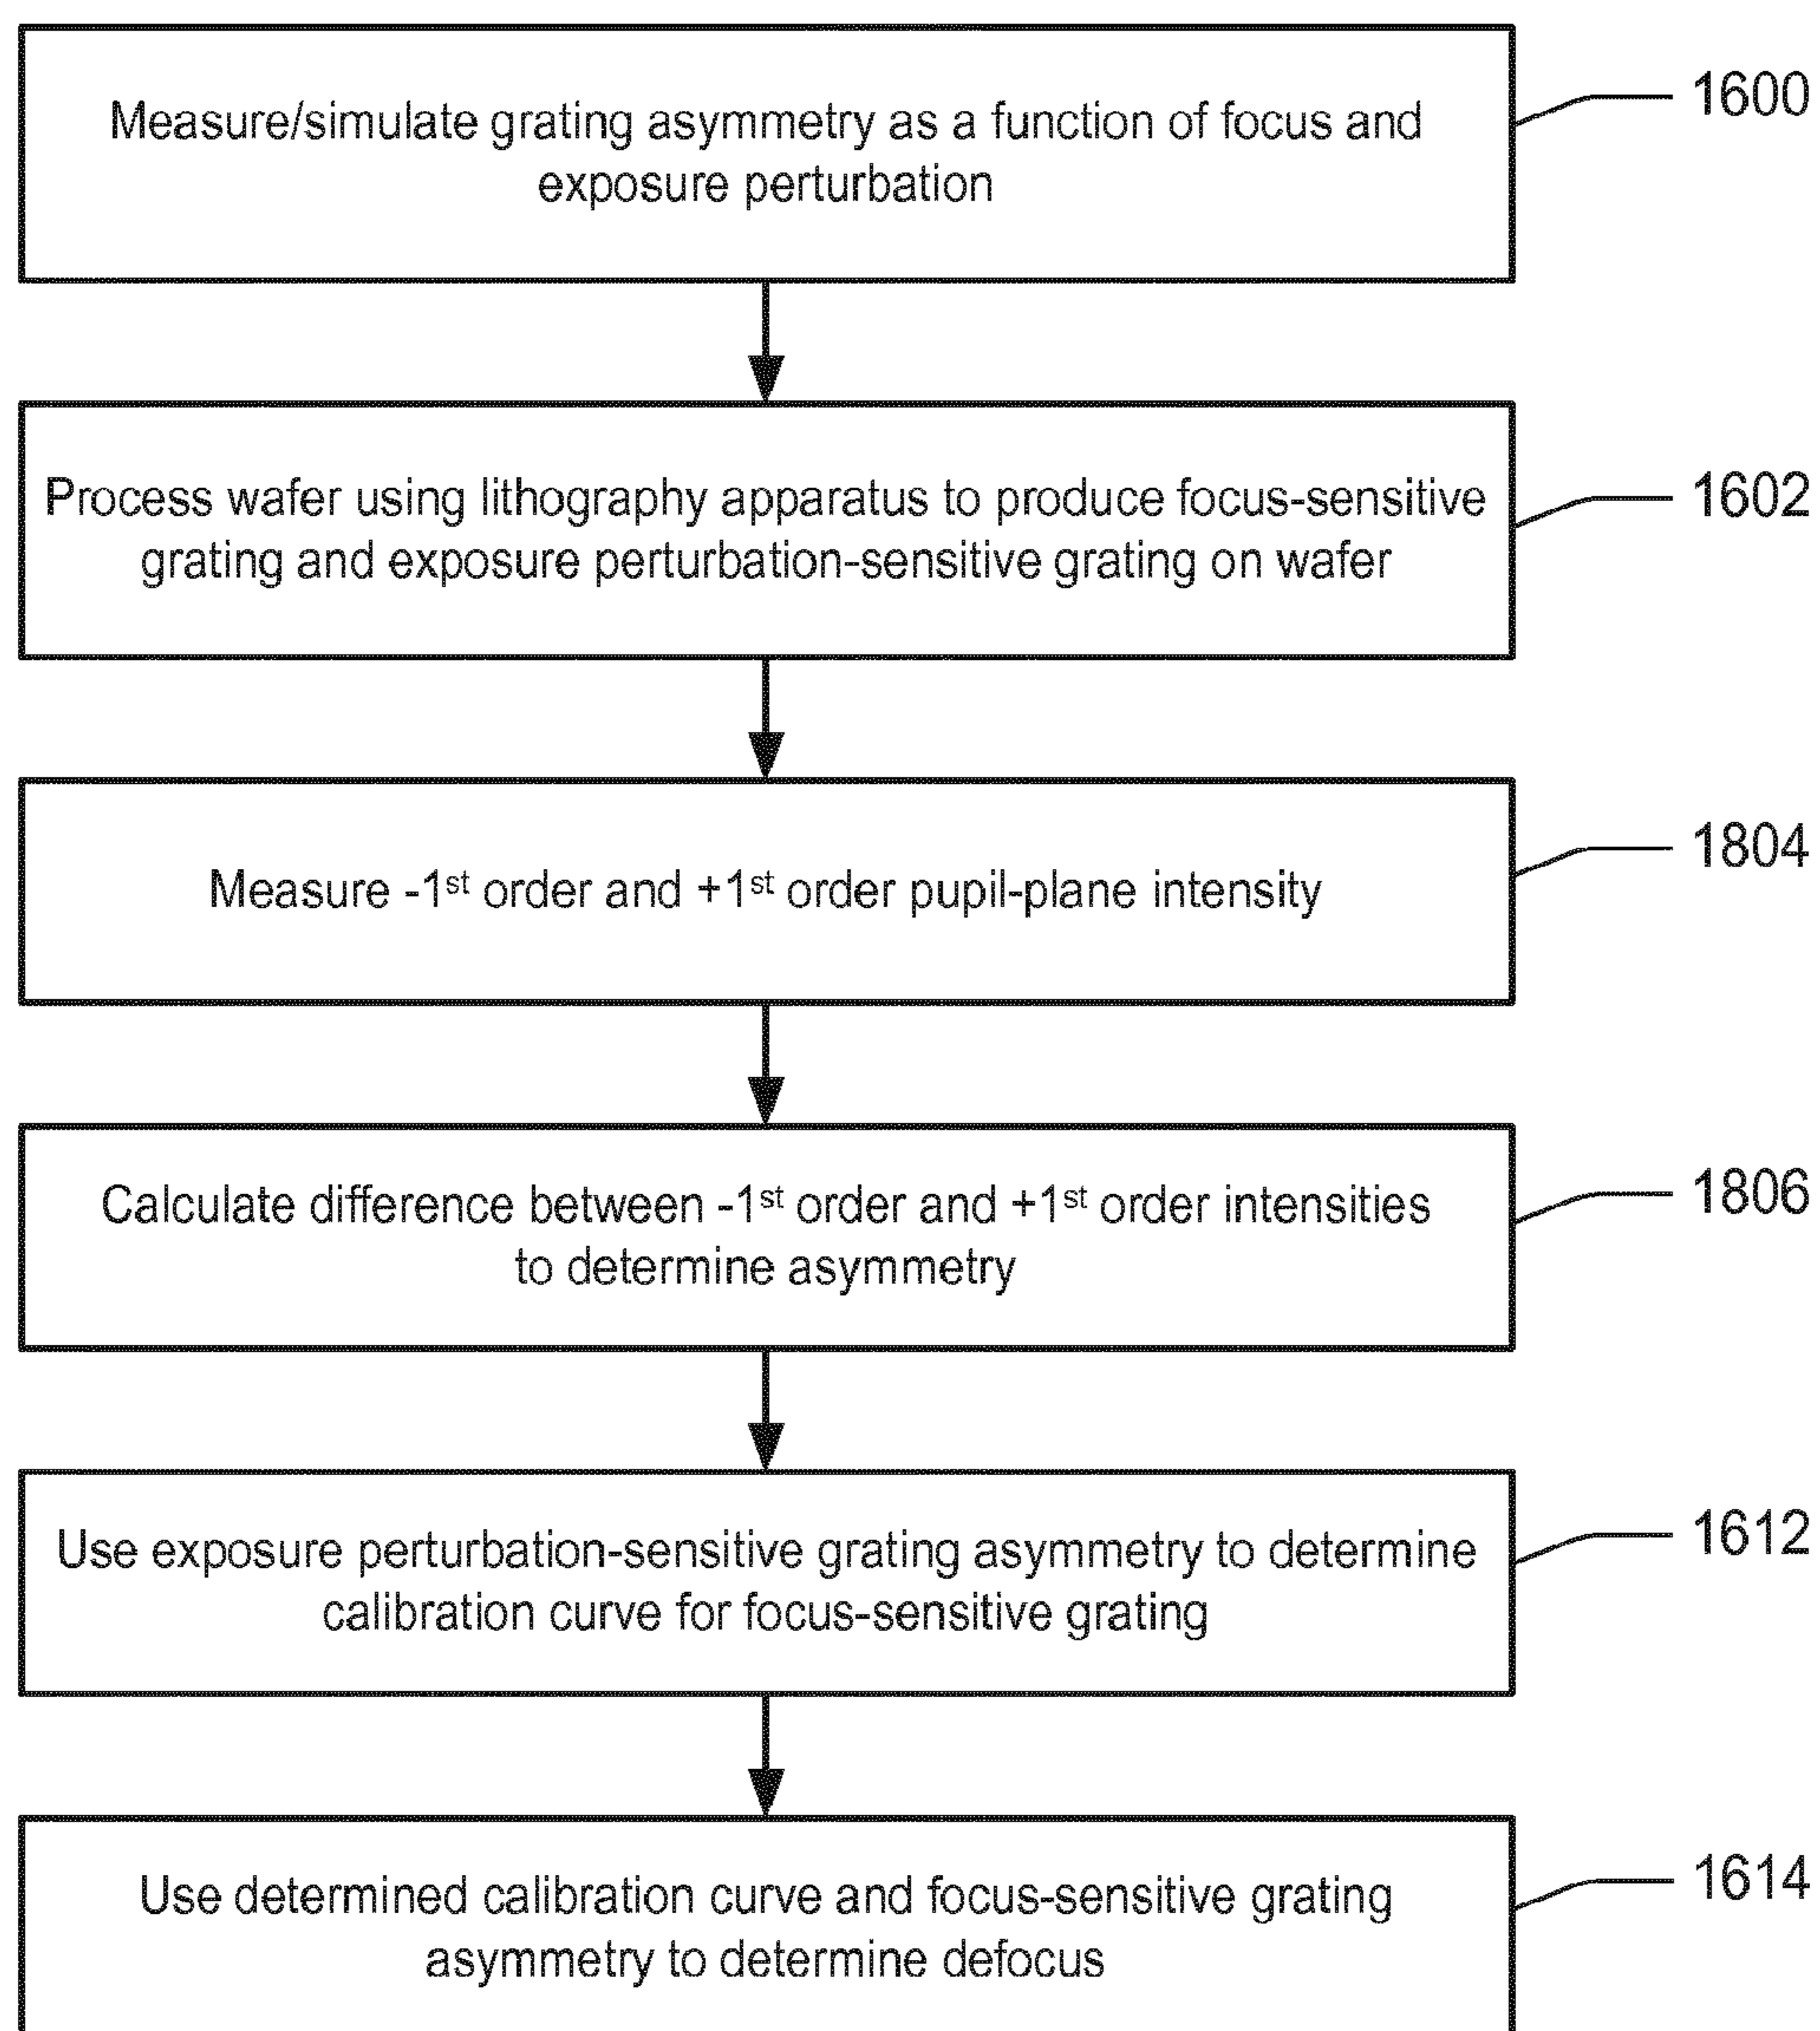 Measure/simulate grating asymmetry as a function of focus and
exposure perturbation
1600
Process wafer using lithography apparatus to produce focus-sensitive
grating and exposure perturbation-sensitive grating on wafer
1602
Measure -1st order and +1st order pupil-plane intensity
1804
Calculate difference between -1st order and +1st order intensities
to determine asymmetry
1806
Use exposure perturbation-sensitive grating asymmetry to determine
calibration curve for focus-sensitive grating
1612
Use determined calibration curve and focus-sensitive grating
asymmetry to determine defocus
1614